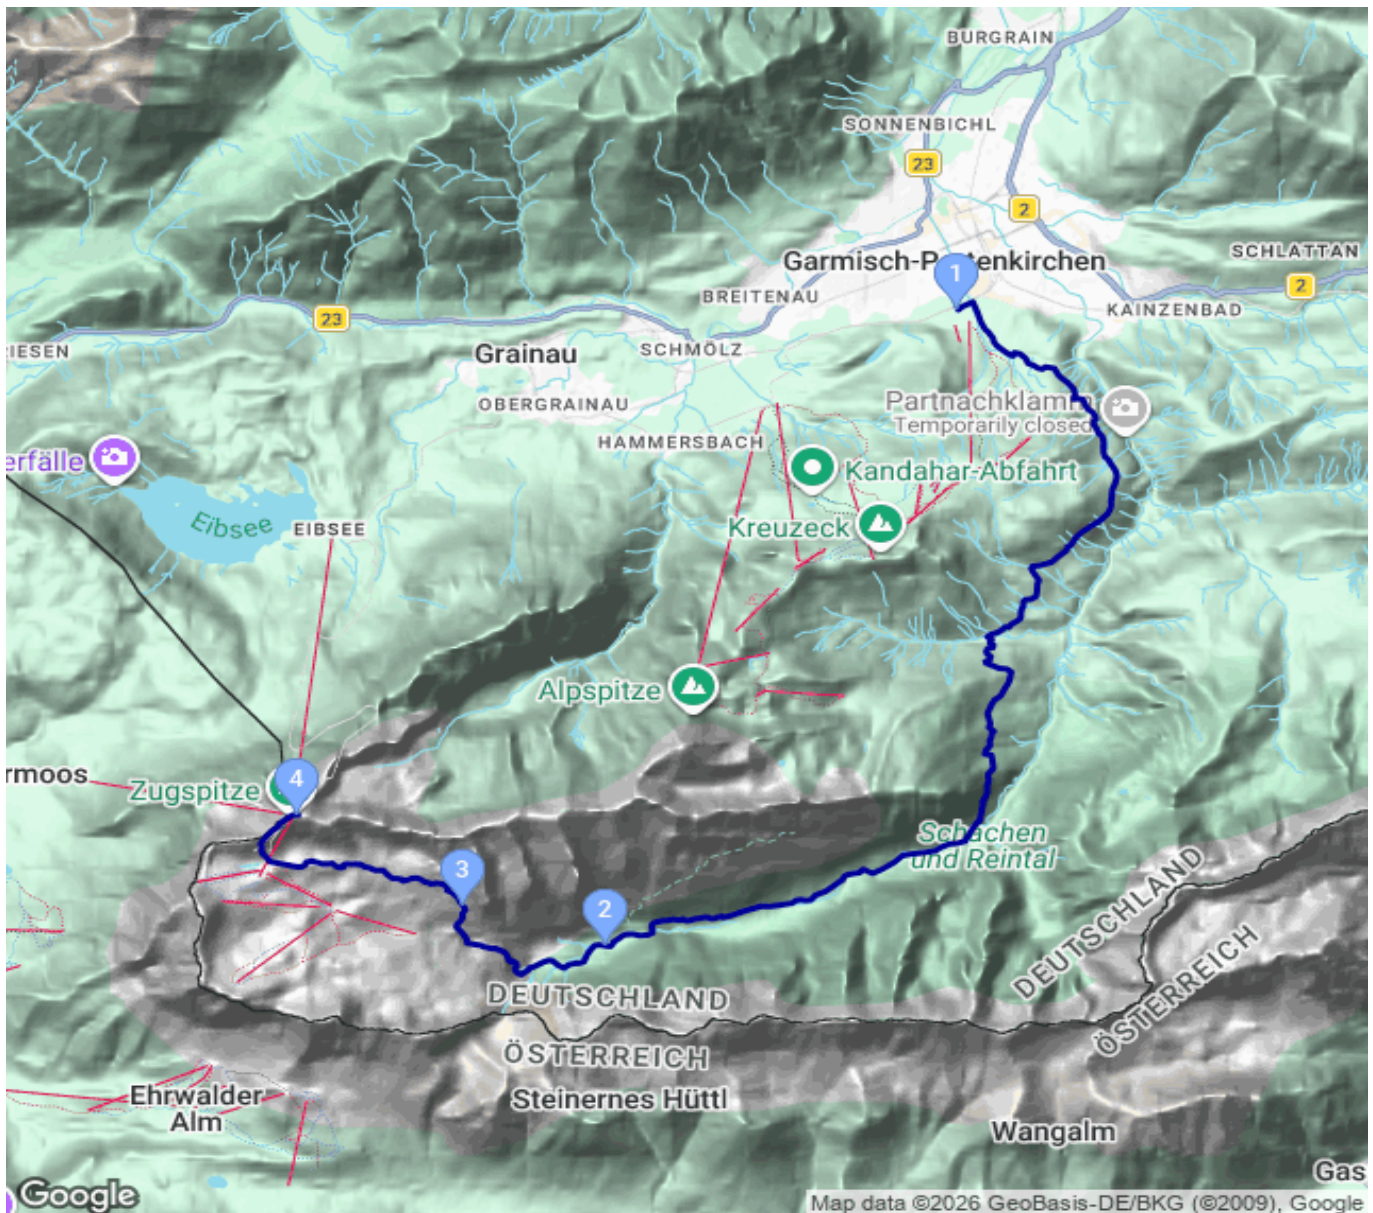 BURGRAIN
SONNENBICHL
23
2
SCHLATTAN
Garmisch-P tenkirchen
1
2
BREITENAU
KAINZENBAD
23
RIESEN
Grainau
SCHMÖLZ
Partnachklamm
Temporarily closed
OBERGRAINAU
HAMMERSBACH
erfälle
Kandahar-Abfahrt
Eibsee
EIBSEE
Kreuzeck
Alpspitze
rmoos
4
Zugspitze
Schachen
und Reintal
3
2
DEUTSCHLAND
ÖSTERREICH
DEUTSCHLAND
ÖSTERREICH
Ehrwalder
Alm
Steinernes Hüttl
Wangalm
Gas
Google
Map data ©2026 GeoBasis-DE/BKG (©2009), Google